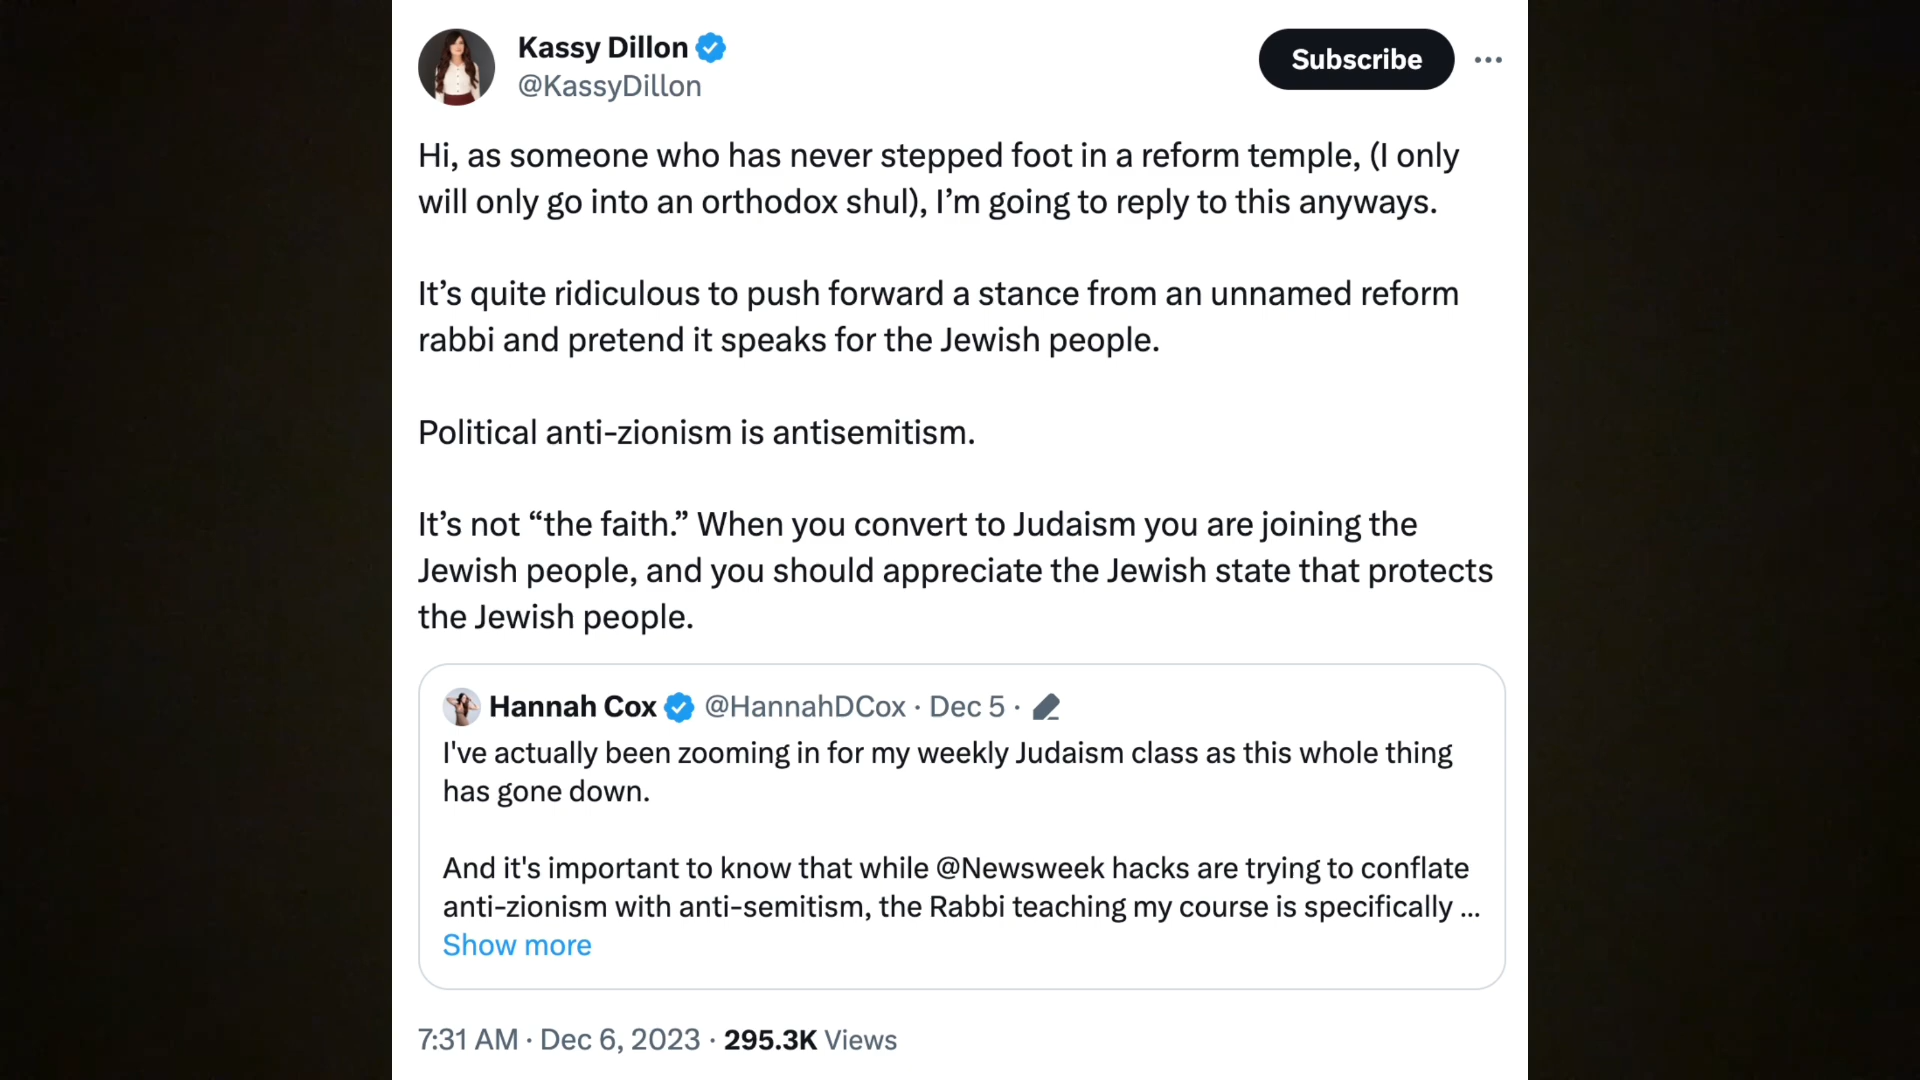 Kassy Dillon
@KassyDillon
Subscribe
Hi, as someone who has never stepped foot in a reform temple, (I only
will only go into an orthodox shul), I’m going to reply to this anyways.
It’s quite ridiculous to push forward a stance from an unnamed reform
rabbi and pretend it speaks for the Jewish people.
Political anti-zionism is antisemitism.
It’s not “the faith.” When you convert to Judaism you are joining the
Jewish people, and you should appreciate the Jewish state that protects
the Jewish people.
Hannah Cox @HannahDCox · Dec 5 ·
I've actually been zooming in for my weekly Judaism class as this whole thing
has gone down.
And it's important to know that while @Newsweek hacks are trying to conflate
anti-zionism with anti-semitism, the Rabbi teaching my course is specifically ...
Show more
7:31 AM · Dec 6, 2023 · 295.3K Views